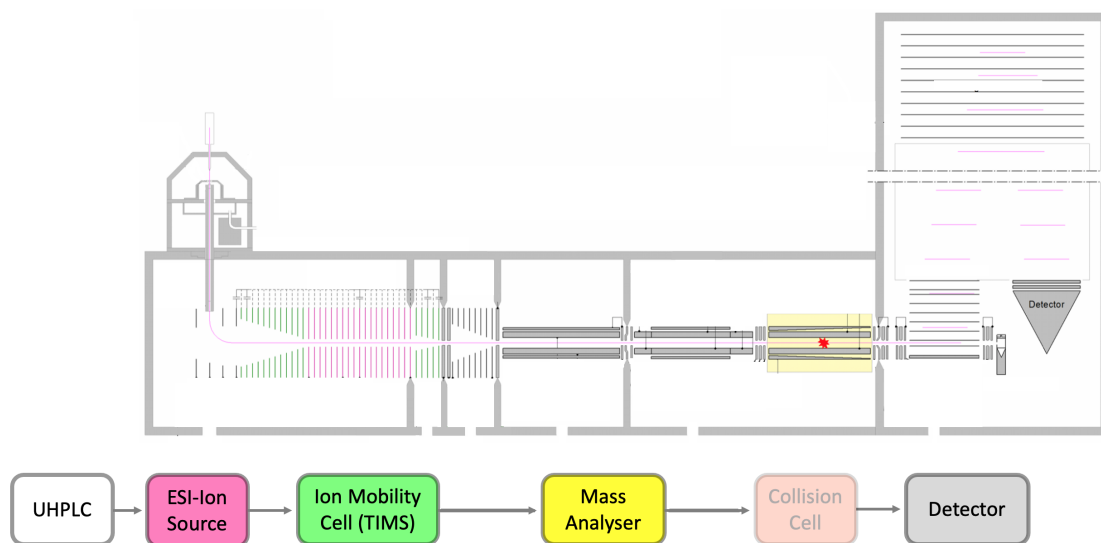 Detector
UHPLC
ESI-Ion
Source
Ion Mobility
Cell (TIMS)
Mass
Analyser
Collision
Cell
Detector